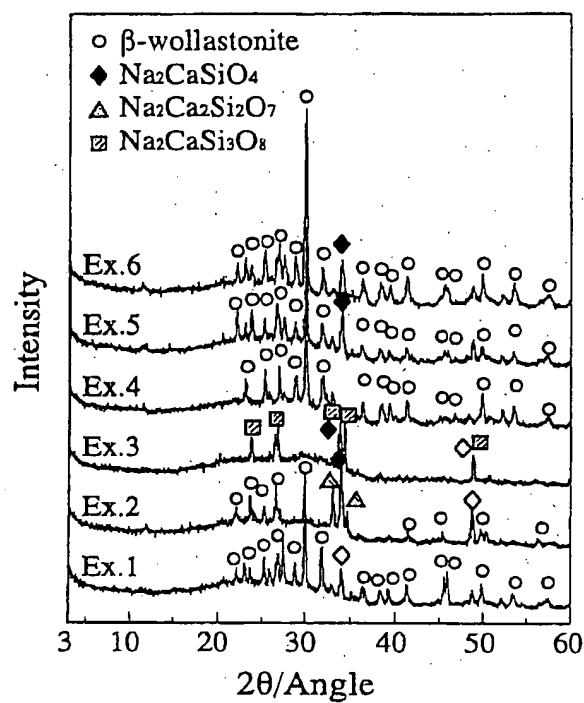 β-wollastonite
Na₂CaSiO₄
Na₂Ca₂Si₂O₇
Na₂CaSi₃O₈
Intensity
Ex.6
Ex.5
Ex.4
Ex.3
Ex.2
Ex.1
3 10 20 30 40 50 60
2θ/Angle